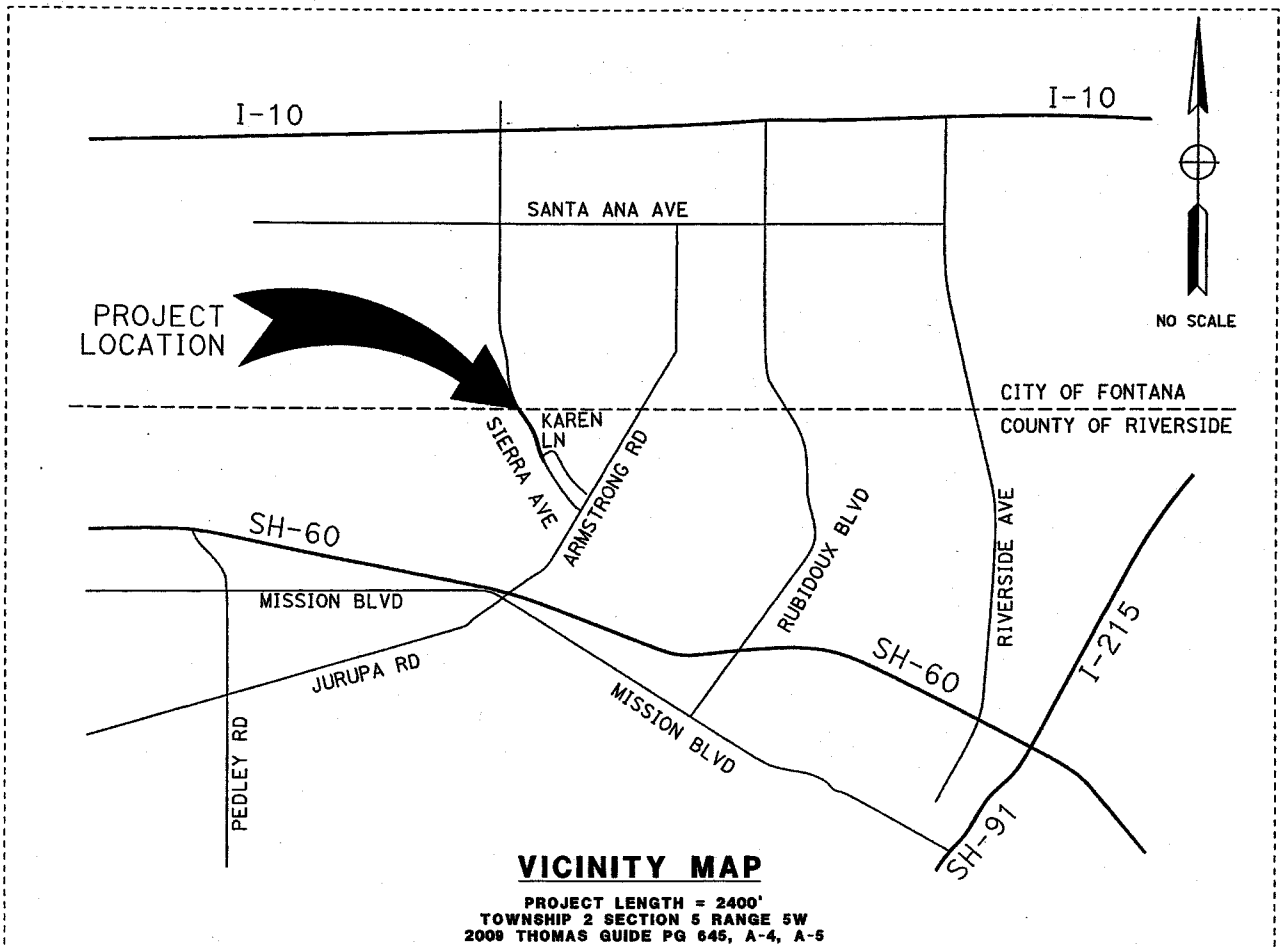 I-10
I-10
SANTA ANA AVE
PROJECT
LOCATION
NO SCALE
CITY OF FONTANA
COUNTY OF RIVERSIDE
KAREN
LN
SIERRA AVE
ARMSTRONG RD
RUBIDOUX BLVD
RIVERSIDE AVE
I-215
SH-60
MISSION BLVD
JURUPA RD
PEDLEY RD
SH-60
MISSION BLVD
SH-91
VICINITY MAP
PROJECT LENGTH = 2400'
TOWNSHIP 2 SECTION 5 RANGE 5W
2009 THOMAS GUIDE PG 645, A-4, A-5